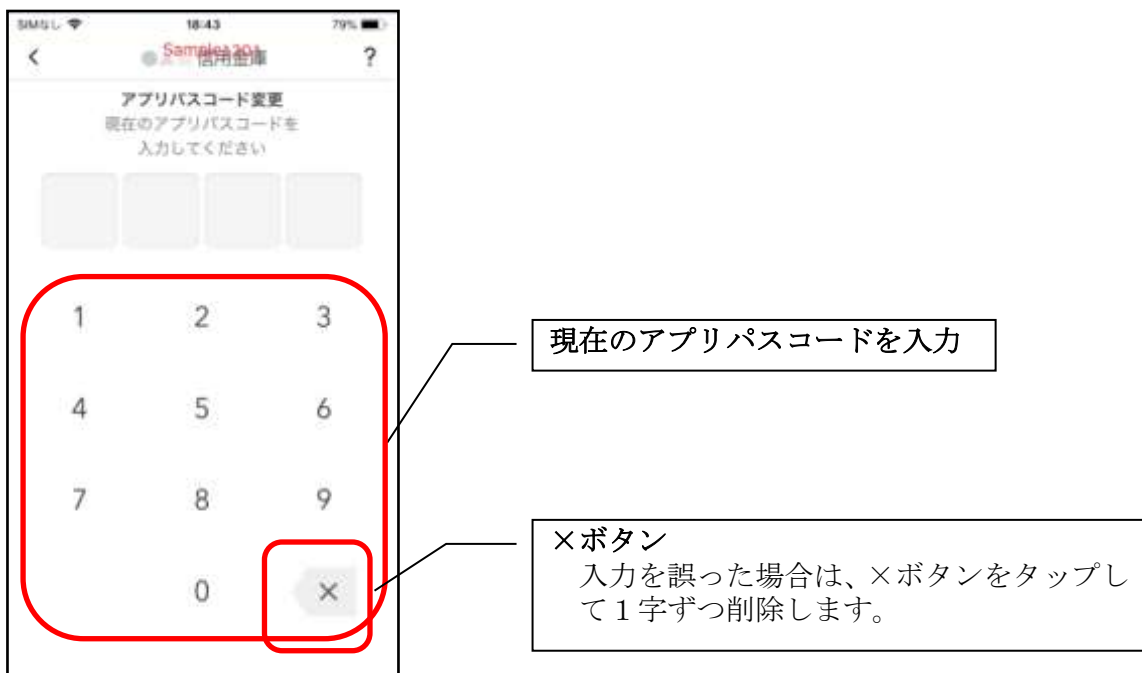 SIMなし 18:43 79%
< Sample1201 信用金庫 ?
アプリパスコード変更
現在のアプリパスコードを
入力してください
1 2 3
4 5 6
7 8 9
0 ×
現在のアプリパスコードを入力
×ボタン
入力を誤った場合は、×ボタンをタップし
て1字ずつ削除します。